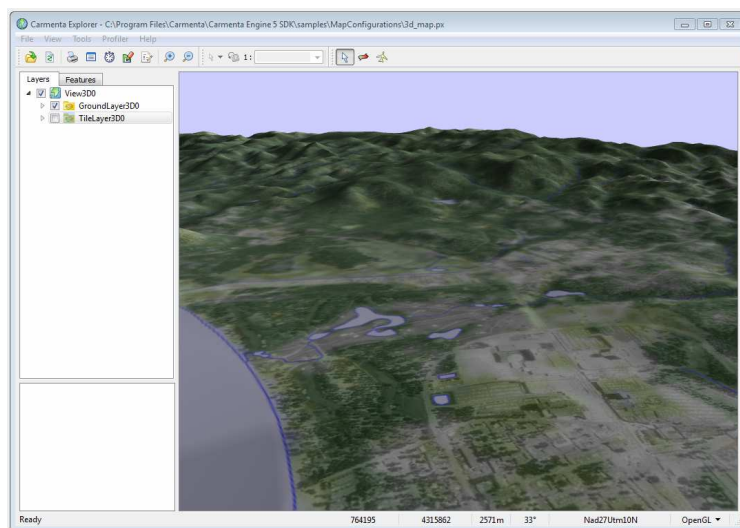 Carmenta Explorer - C:\Program Files\Carmenta\Carmenta Engine 5 SDK\samples\MapConfigurations\3d_map.px
File View Tools Profiler Help
1:
Layers Features
View3D0
GroundLayer3D0
TileLayer3D0
Ready 764195 4315862 2571m 33° Nad27Utm10N OpenGL